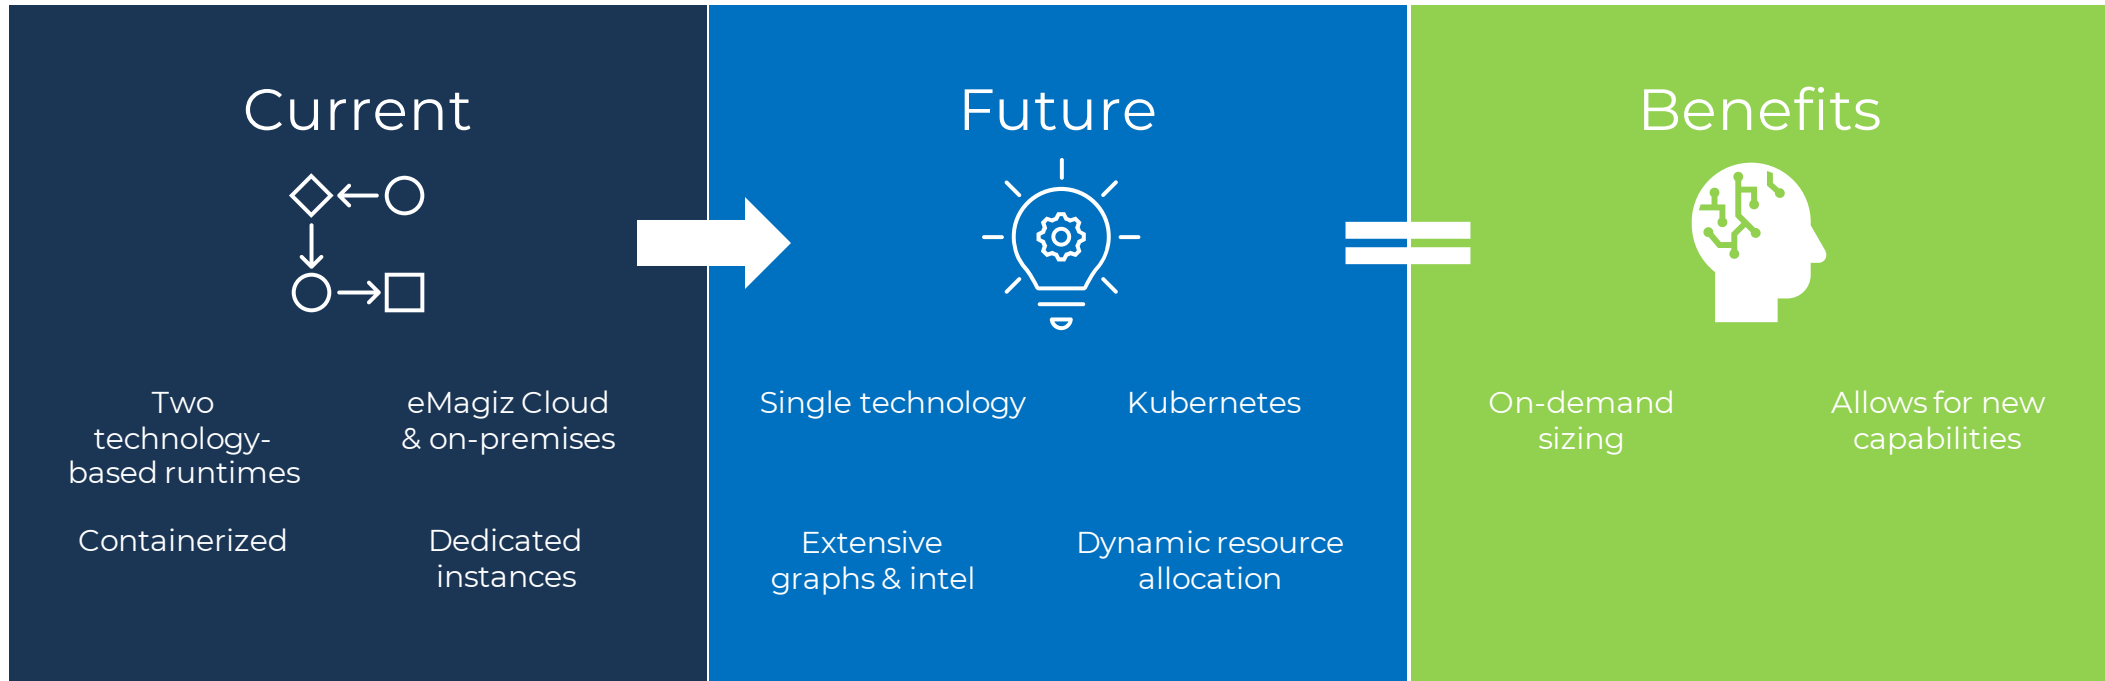 Current
Two
technology-
based runtimes
eMagiz Cloud
& on-premises
Containerized
Dedicated
instances
Future
Single technology
Kubernetes
Extensive
graphs & intel
Dynamic resource
allocation
Benefits
On-demand
sizing
Allows for new
capabilities